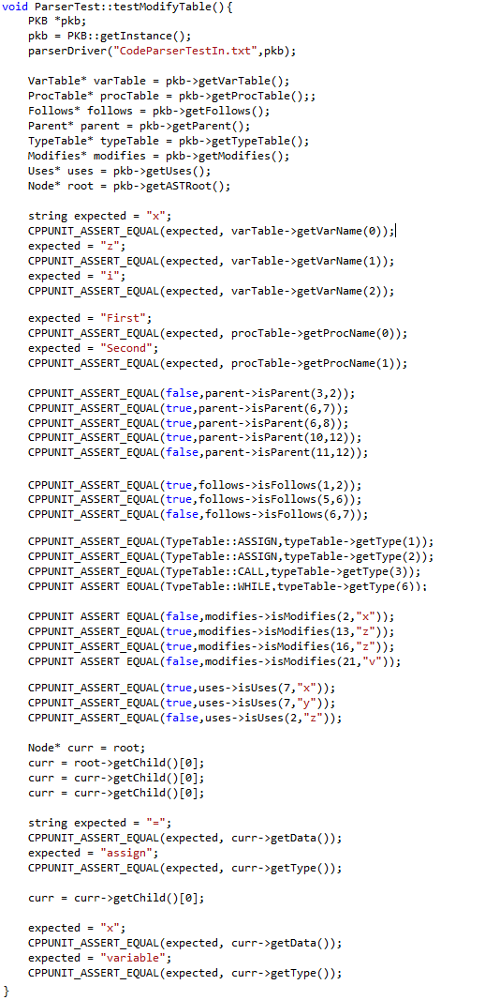 void ParserTest::testModifyTable(){
PKB *pkb;
pkb = PKB::getInstance();
parserDriver("CodeParserTestIn.txt",pkb);
VarTable* varTable = pkb->getVarTable();
ProcTable* procTable = pkb->getProcTable();;
Follows* follows = pkb->getFollows();
Parent* parent = pkb->getParent();
TypeTable* typeTable = pkb->getTypeTable();
Modifies* modifies = pkb->getModifies();
Uses* uses = pkb->getUses();
Node* root = pkb->getASTRoot();
string expected = "x";
CPPUNIT_ASSERT_EQUAL(expected, varTable->getVarName(0));
expected = "z";
CPPUNIT_ASSERT_EQUAL(expected, varTable->getVarName(1));
expected = "i";
CPPUNIT_ASSERT_EQUAL(expected, varTable->getVarName(2));
expected = "First";
CPPUNIT_ASSERT_EQUAL(expected, procTable->getProcName(0));
expected = "Second";
CPPUNIT_ASSERT_EQUAL(expected, procTable->getProcName(1));
CPPUNIT_ASSERT_EQUAL(false,parent->isParent(3,2));
CPPUNIT_ASSERT_EQUAL(true,parent->isParent(6,7));
CPPUNIT_ASSERT_EQUAL(true,parent->isParent(6,8));
CPPUNIT_ASSERT_EQUAL(true,parent->isParent(10,12));
CPPUNIT_ASSERT_EQUAL(false,parent->isParent(11,12));
CPPUNIT_ASSERT_EQUAL(true,follows->isFollows(1,2));
CPPUNIT_ASSERT_EQUAL(true,follows->isFollows(5,6));
CPPUNIT_ASSERT_EQUAL(false,follows->isFollows(6,7));
CPPUNIT_ASSERT_EQUAL(TypeTable::ASSIGN,typeTable->getType(1));
CPPUNIT_ASSERT_EQUAL(TypeTable::ASSIGN,typeTable->getType(2));
CPPUNIT_ASSERT_EQUAL(TypeTable::CALL,typeTable->getType(3));
CPPUNIT_ASSERT_EQUAL(TypeTable::WHILE,typeTable->getType(6));
CPPUNIT_ASSERT_EQUAL(false,modifies->isModifies(2,"x"));
CPPUNIT_ASSERT_EQUAL(true,modifies->isModifies(13,"z"));
CPPUNIT_ASSERT_EQUAL(true,modifies->isModifies(16,"z"));
CPPUNIT_ASSERT_EQUAL(false,modifies->isModifies(21,"v"));
CPPUNIT_ASSERT_EQUAL(true,uses->isUses(7,"x"));
CPPUNIT_ASSERT_EQUAL(true,uses->isUses(7,"y"));
CPPUNIT_ASSERT_EQUAL(false,uses->isUses(2,"z"));
Node* curr = root;
curr = root->getChild()[0];
curr = curr->getChild()[0];
curr = curr->getChild()[0];
string expected = "=";
CPPUNIT_ASSERT_EQUAL(expected, curr->getData());
expected = "assign";
CPPUNIT_ASSERT_EQUAL(expected, curr->getType());
curr = curr->getChild()[0];
expected = "x";
CPPUNIT_ASSERT_EQUAL(expected, curr->getData());
expected = "variable";
CPPUNIT_ASSERT_EQUAL(expected, curr->getType());
}